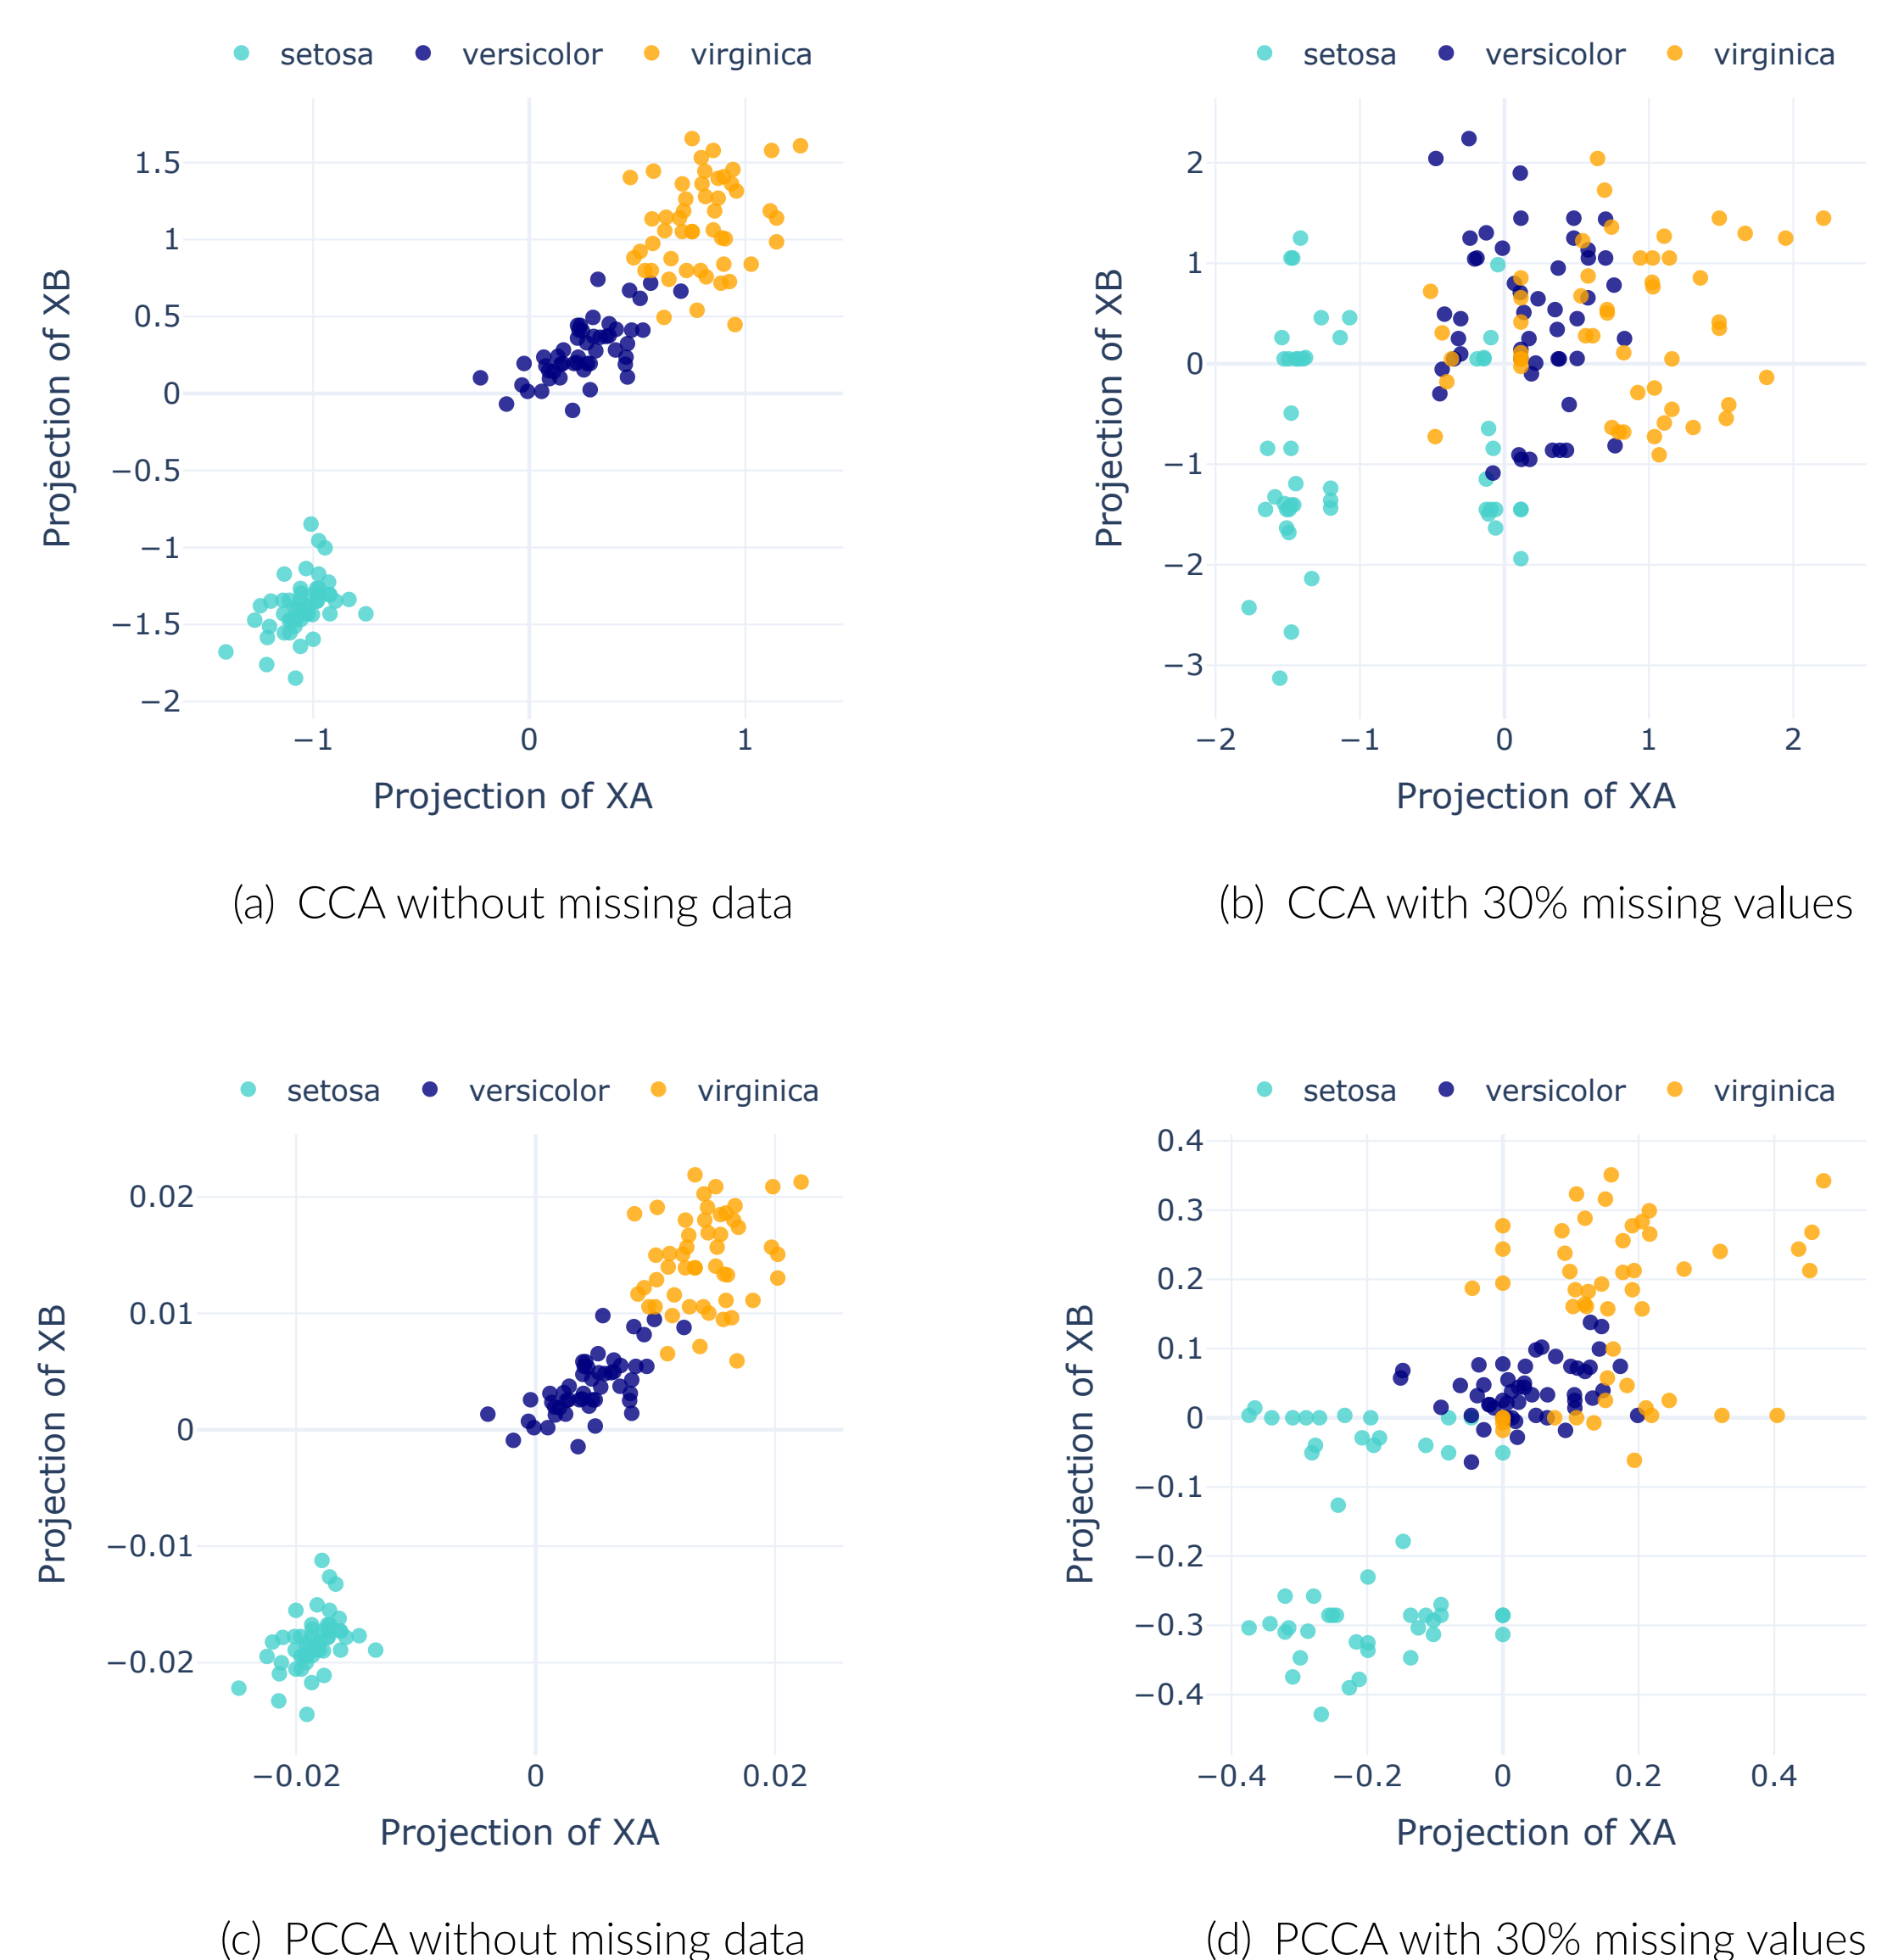 setosa versicolor virginica
1.5
1
0.5
0
−0.5
−1
−1.5
−2
Projection of XB
−1 0 1
Projection of XA
(a) CCA without missing data
setosa versicolor virginica
2
1
0
−1
−2
−3
Projection of XB
−2 −1 0 1 2
Projection of XA
(b) CCA with 30% missing values
setosa versicolor virginica
0.02
0.01
0
−0.01
−0.02
Projection of XB
−0.02 0 0.02
Projection of XA
(c) PCCA without missing data
setosa versicolor virginica
0.4
0.3
0.2
0.1
0
−0.1
−0.2
−0.3
−0.4
Projection of XB
−0.4 −0.2 0 0.2 0.4
Projection of XA
(d) PCCA with 30% missing values